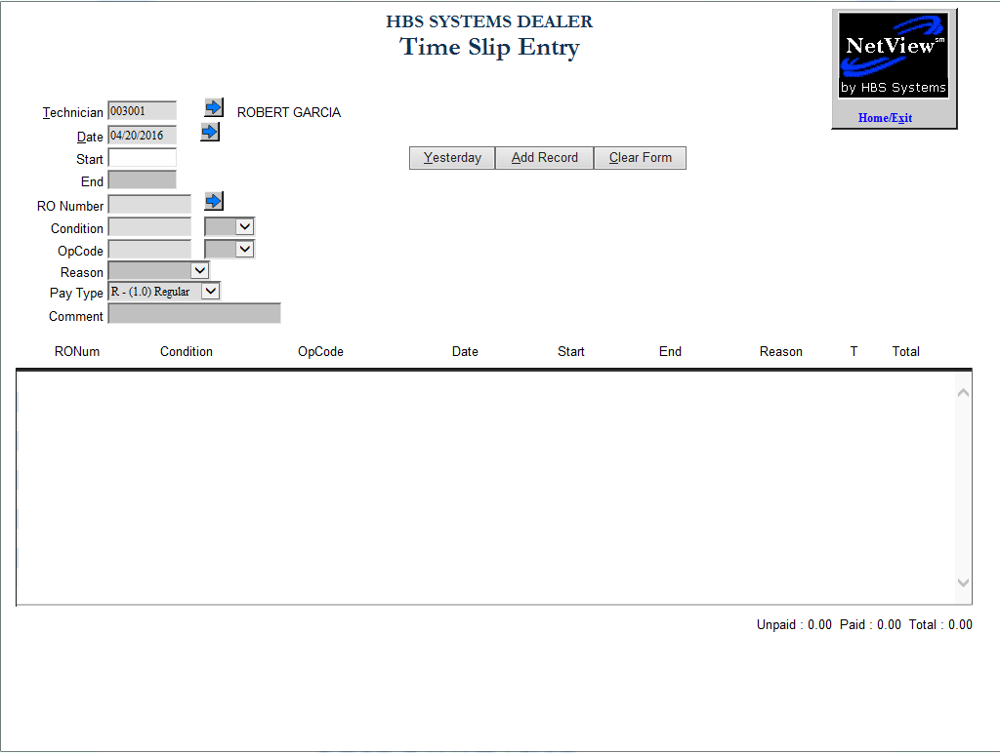 HBS SYSTEMS DEALER
Time Slip Entry
NetView sm
by HBS Systems
Home/Exit
Technician 003001 ROBERT GARCIA
Date 04/20/2016
Start
Yesterday Add Record Clear Form
End
RO Number
Condition
OpCode
Reason
Pay Type R - (1.0) Regular
Comment
RONum Condition OpCode Date Start End Reason T Total
Unpaid : 0.00 Paid : 0.00 Total : 0.00